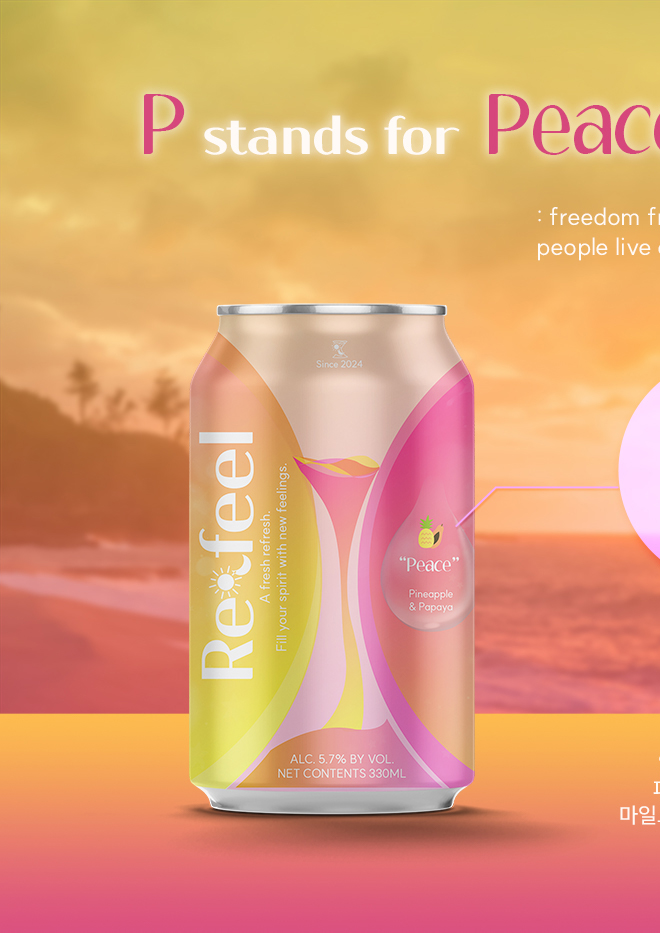 P stands for Peac
: freedom fr
people live
Since 2024
Re feel
A fresh refresh.
Fill your spirit with new feelings.
"Peace"
Pineapple
& Papaya
ALC. 5.7% BY VOL.
NET CONTENTS 330ML
마일